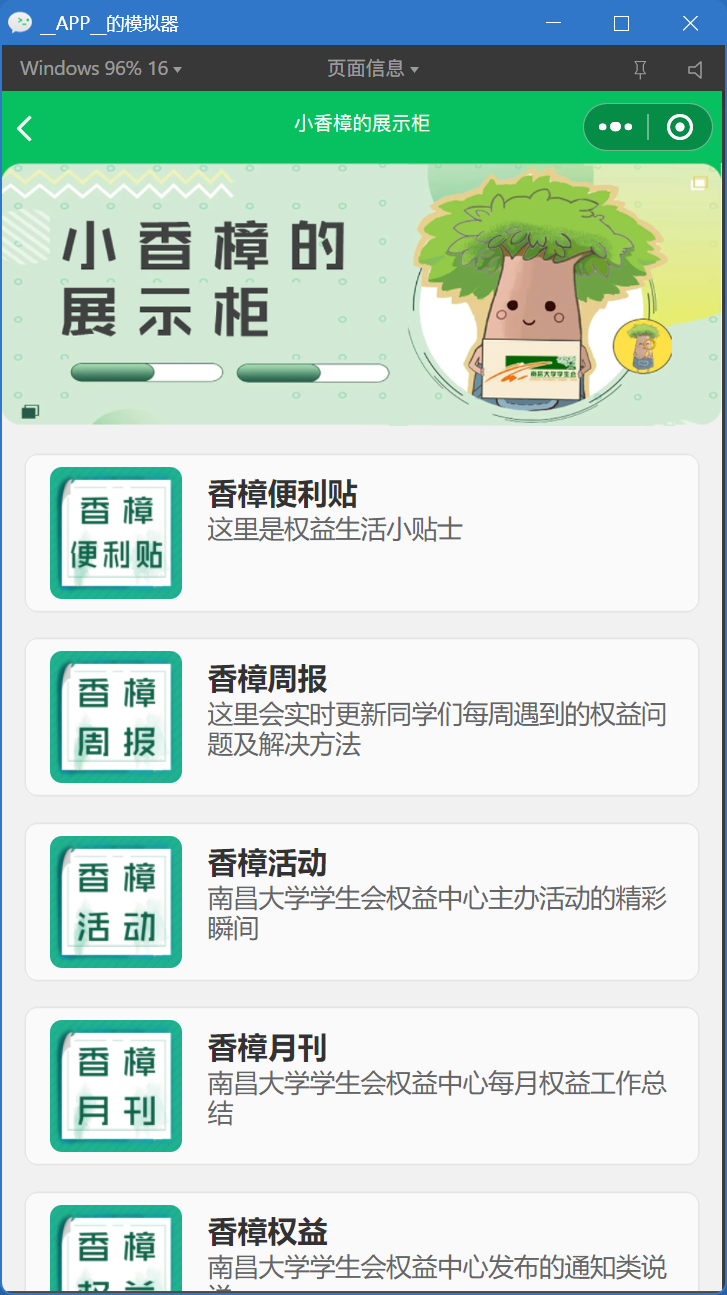 __APP__的模拟器
Windows 96% 16
页面信息
小香樟的展示柜
小香樟的
展示柜
南昌大学学生会
香樟
便利贴
香樟便利贴
这里是权益生活小贴士
香樟
周报
香樟周报
这里会实时更新同学们每周遇到的权益问
题及解决方法
香樟
活动
香樟活动
南昌大学学生会权益中心主办活动的精彩
瞬间
香樟
月刊
香樟月刊
南昌大学学生会权益中心每月权益工作总
结
香樟
权益
香樟权益
南昌大学学生会权益中心发布的通知类说